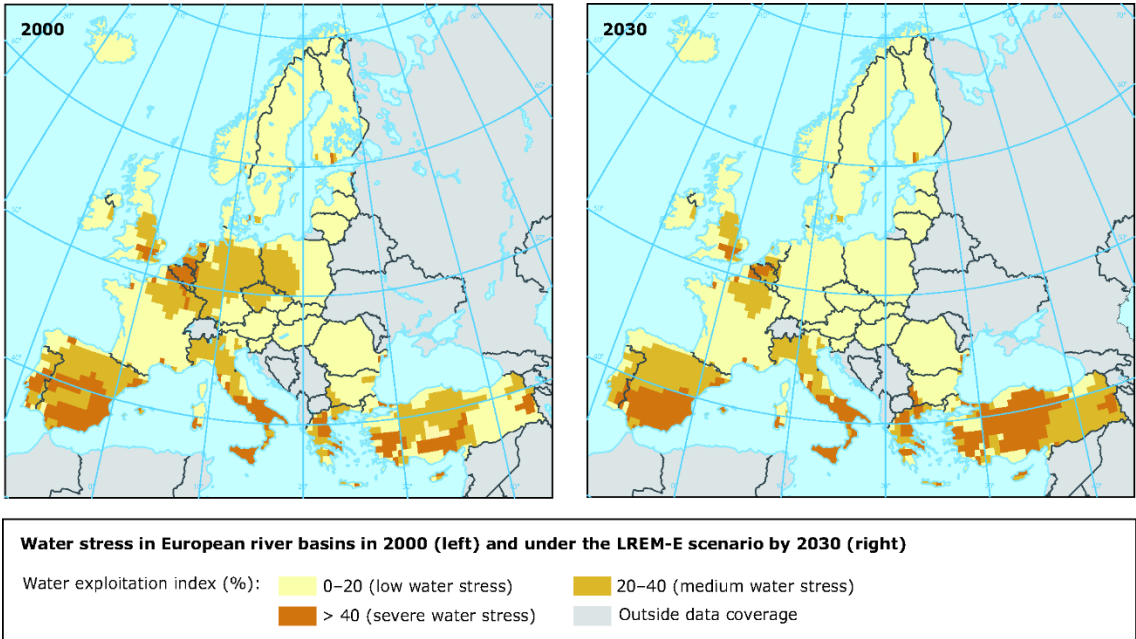 2000
2030
Water stress in European river basins in 2000 (left) and under the LREM-E scenario by 2030 (right)
Water exploitation index (%):
0–20 (low water stress)
20–40 (medium water stress)
> 40 (severe water stress)
Outside data coverage